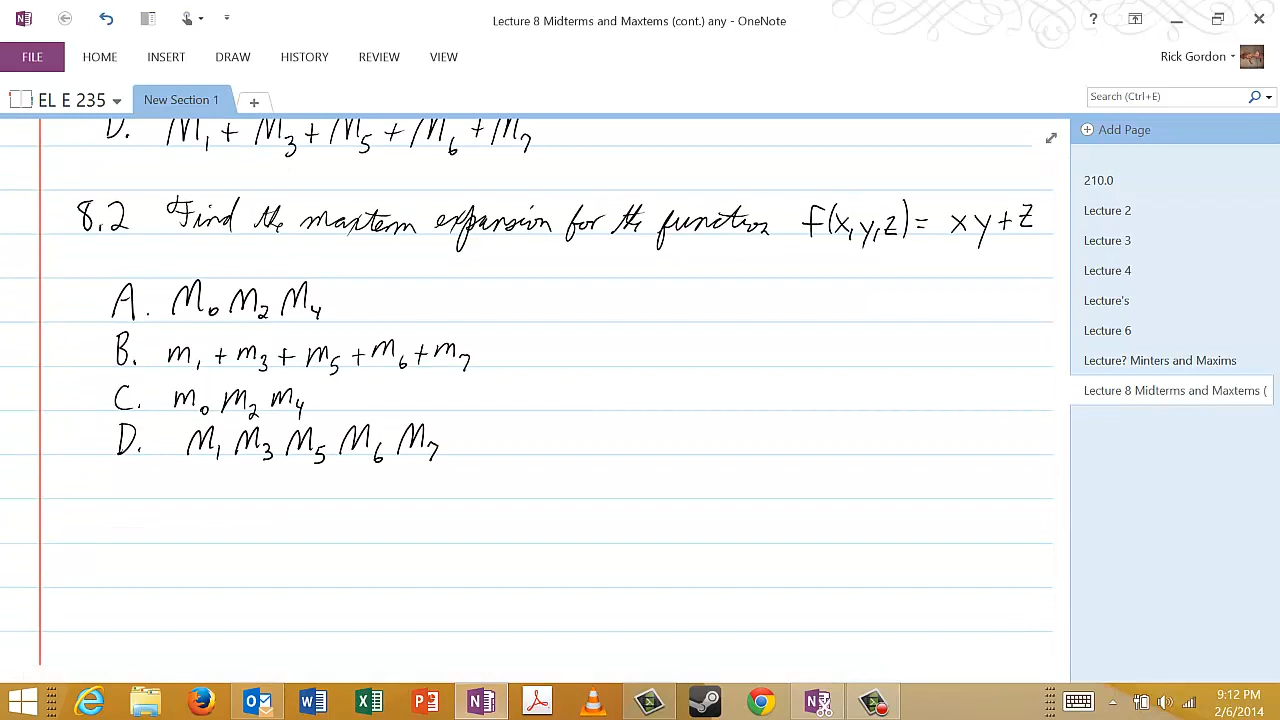 Lecture 8 Midterms and Maxtems (cont.) any - OneNote
?
FILE HOME INSERT DRAW HISTORY REVIEW VIEW
Rick Gordon
EL E 235 New Section 1 +
Search (Ctrl+E)
Add Page
210.0
Lecture 2
Lecture 3
Lecture 4
Lecture's
Lecture 6
Lecture? Minters and Maxims
Lecture 8 Midterms and Maxtems (
D. M₁ + M₃ + M₅ + M₆ + M₇
8.2 Find the maxterm expansion for the function f(x,y,z) = xy+z
A. M₀ M₂ M₄
B. m₁ + m₃ + m₅ + m₆ + m₇
C. m₀ m₂ m₄
D. M₁ M₃ M₅ M₆ M₇
9:12 PM
2/6/2014